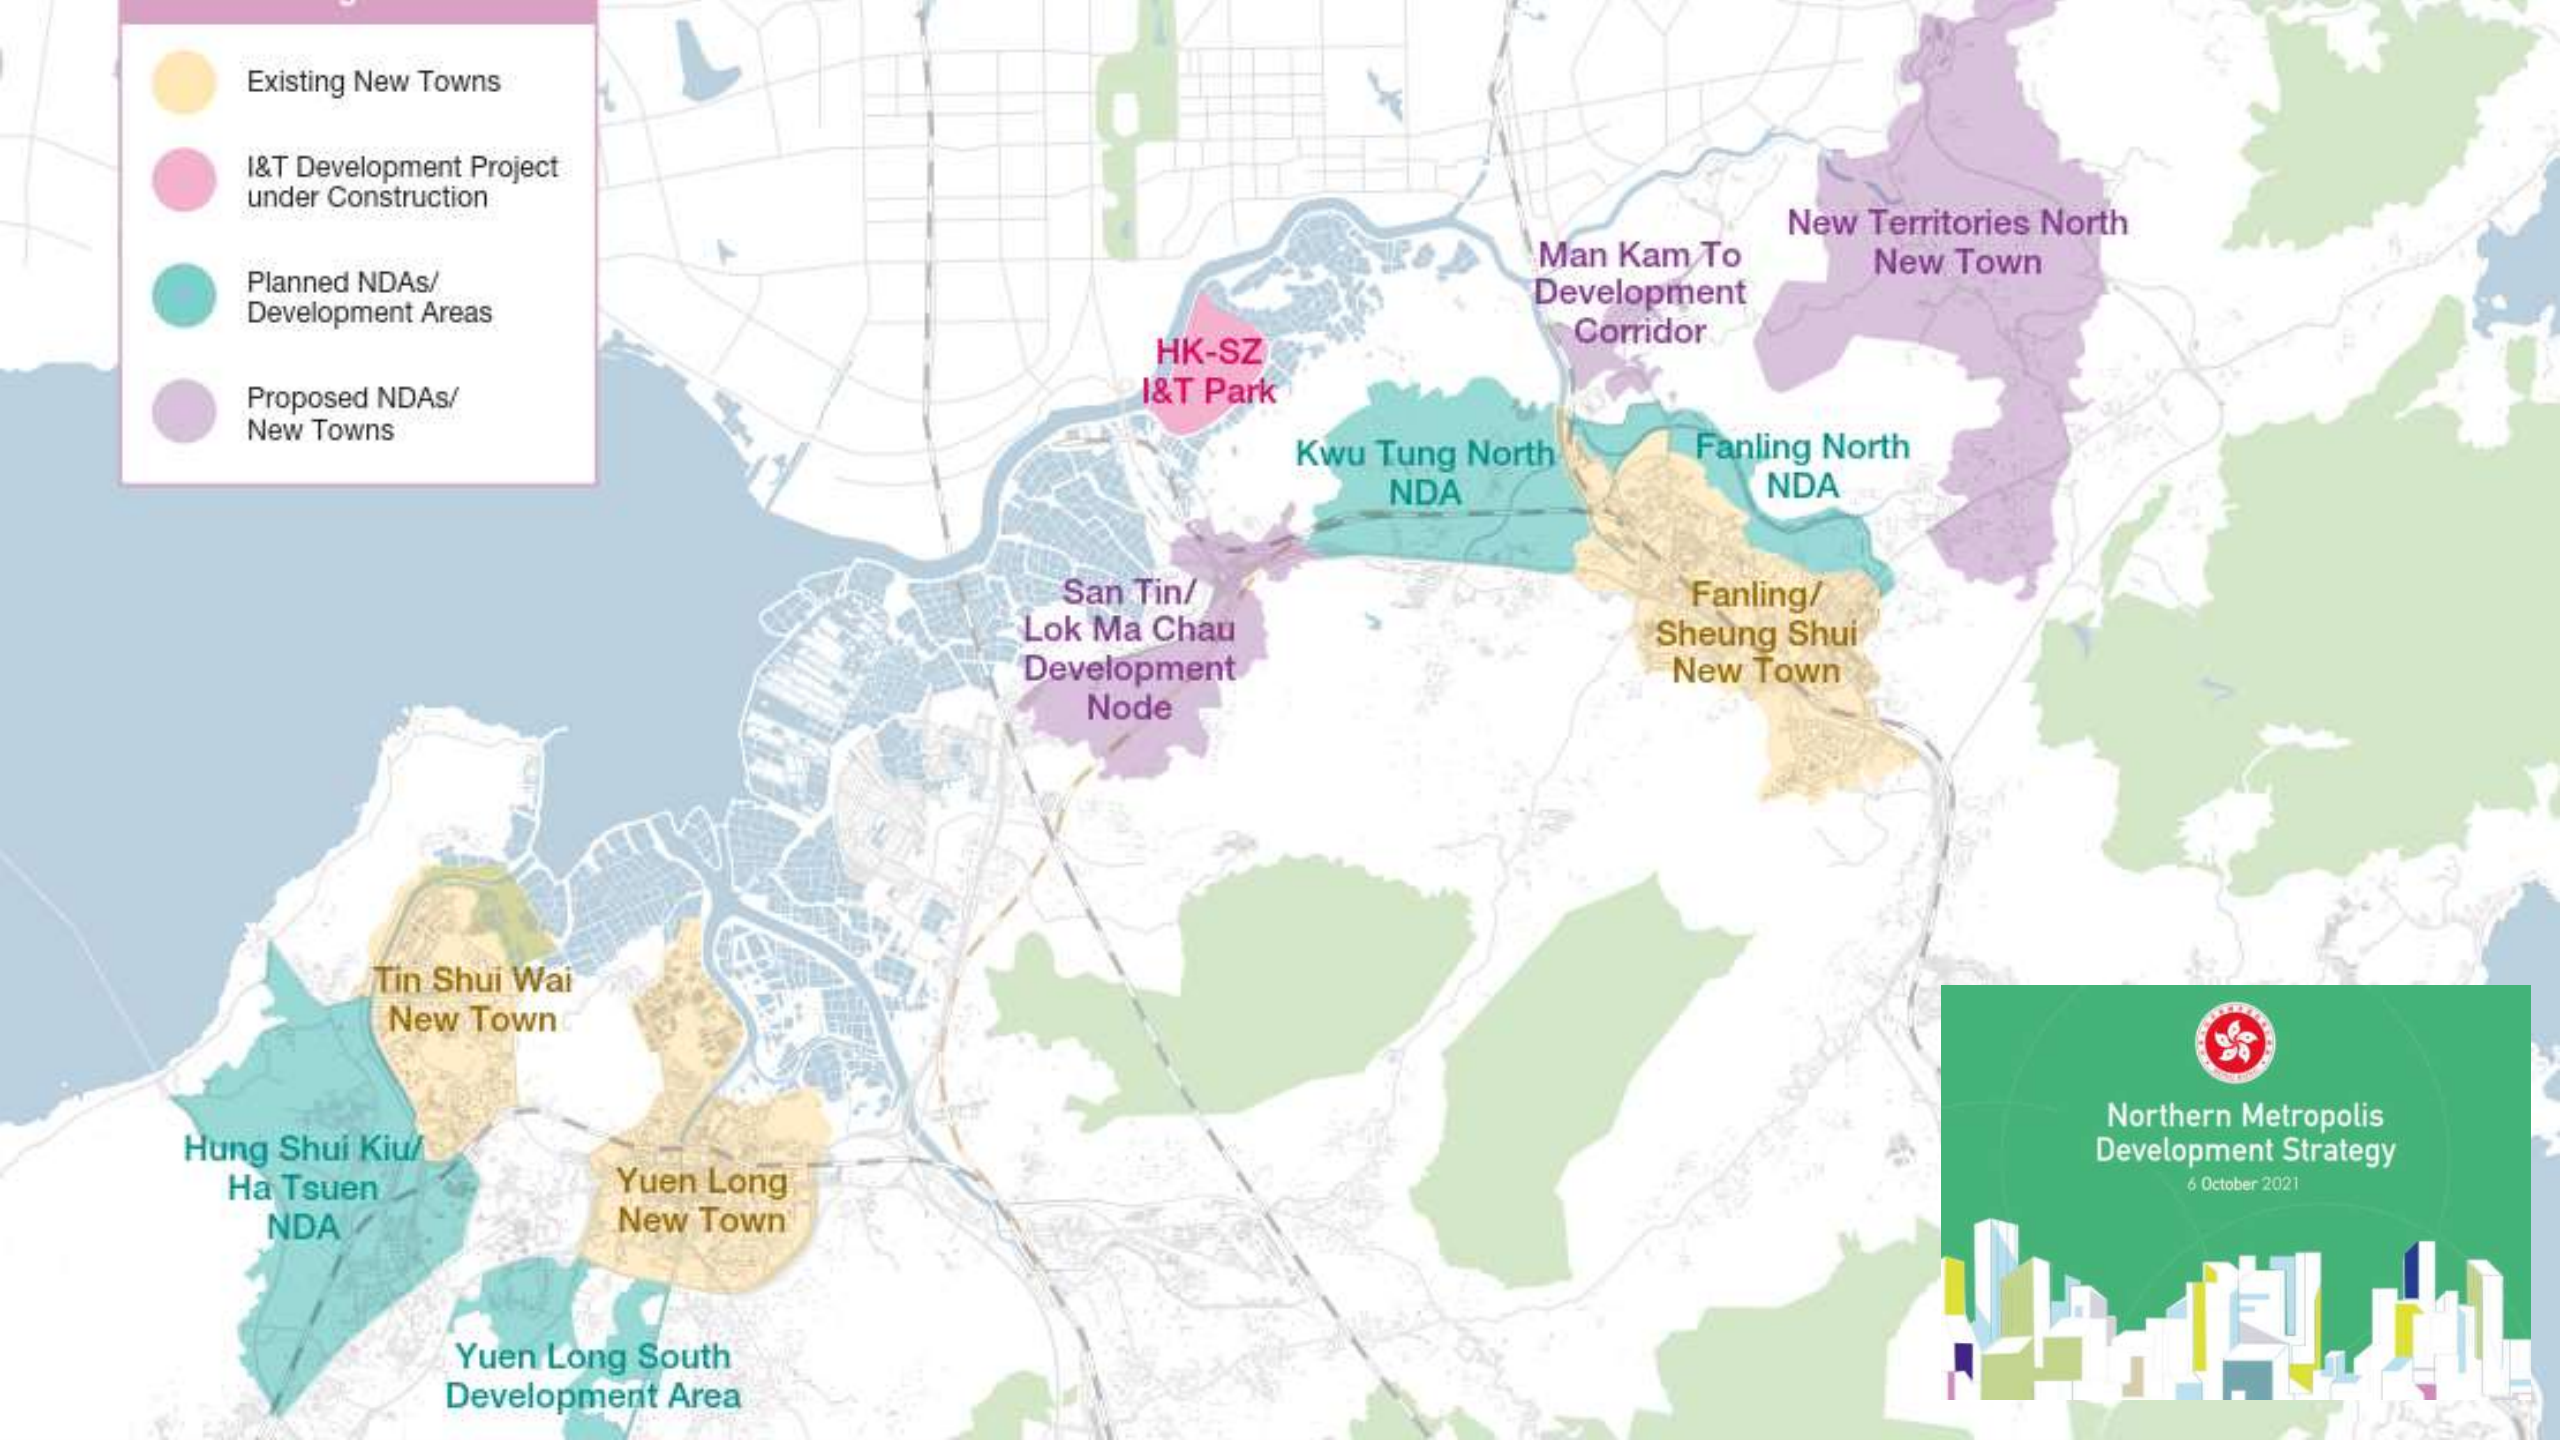 Existing New Towns
I&T Development Project
under Construction
Planned NDAs/
Development Areas
Proposed NDAs/
New Towns
New Territories North
New Town
Man Kam To
Development
Corridor
HK-SZ
I&T Park
Kwu Tung North
NDA
Fanling North
NDA
San Tin/
Lok Ma Chau
Development
Node
Fanling/
Sheung Shui
New Town
Tin Shui Wai
New Town
Hung Shui Kiu/
Ha Tsuen
NDA
Yuen Long
New Town
Yuen Long South
Development Area
Northern Metropolis
Development Strategy
6 October 2021